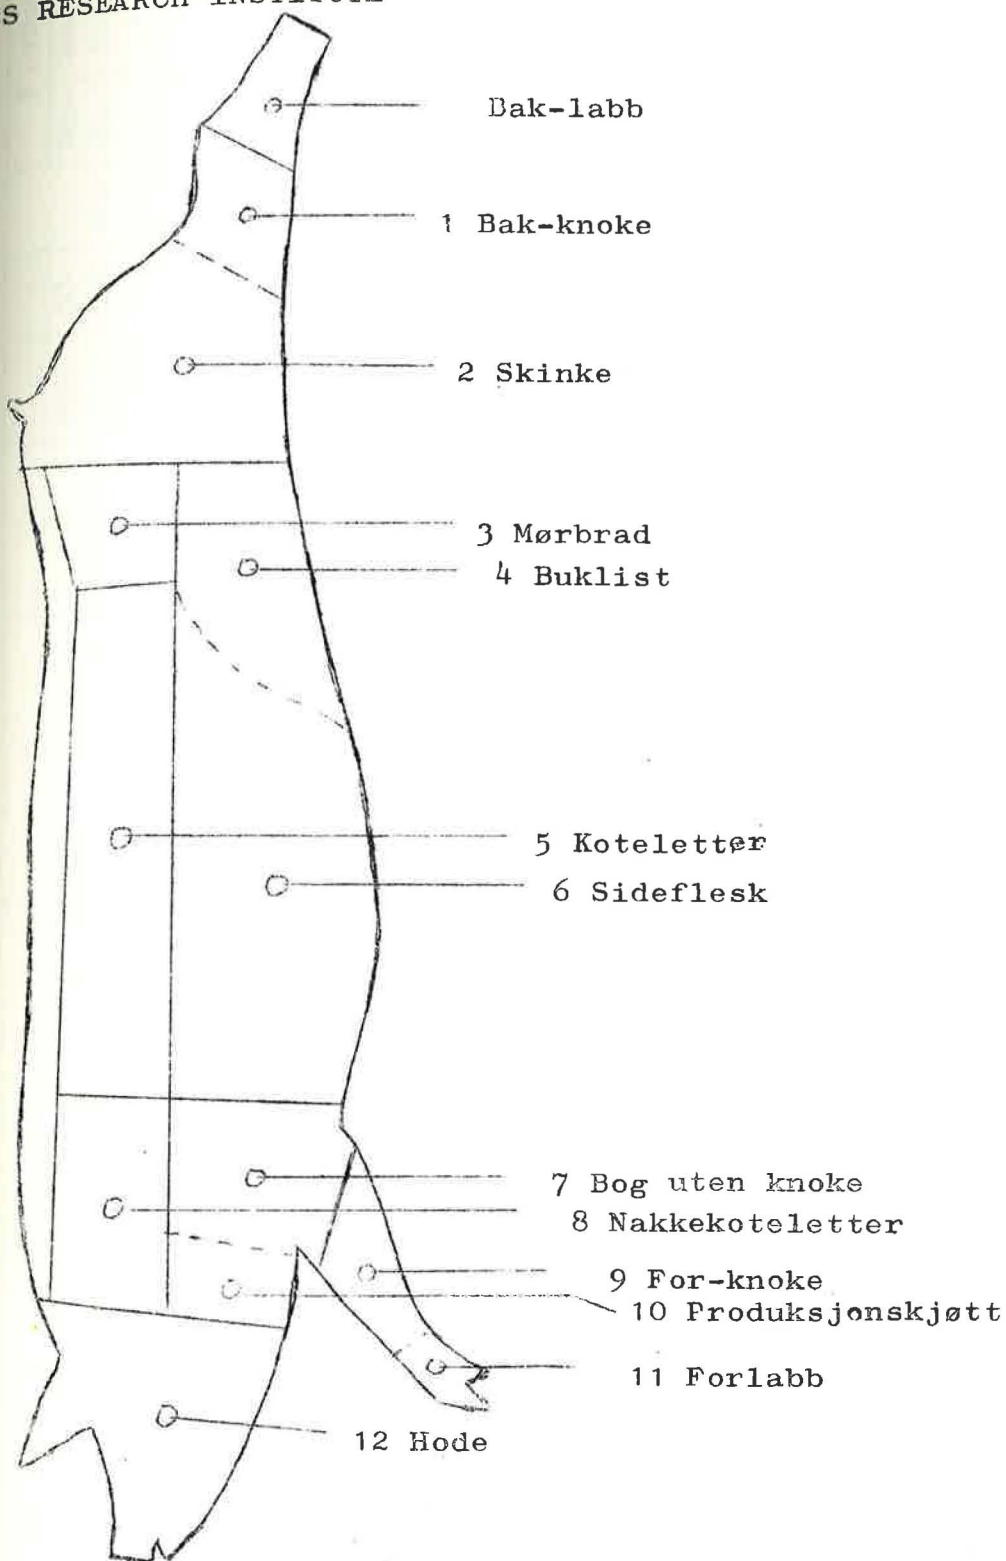 S RESEARCH
Bak-labb
1 Bak-knoke
2 Skinke
3 Mørbrad
4 Buklist
5 Koteletter
6 Sideflesk
7 Bog uten knoke
8 Nakkekoteletter
9 For-knoke
10 Produksjonskjøtt
11 Forlabb
12 Hode